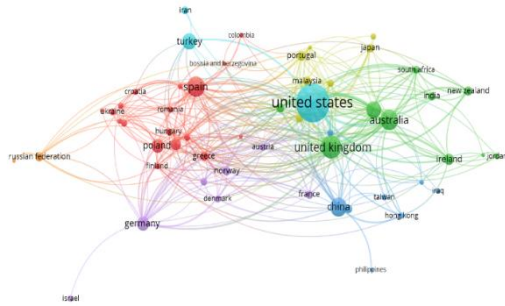 iran
colombia
turkey
japan
portugal
bossia and herzegovina
south africa
malaysia
spain
croatia
new zealand
india
united states
romania
ukraine
australia
hungary
poland
united kingdom
austria
greece
russian federation
ireland
jordan
finland
norway
iraq
france
taiwan
denmark
china
hong kong
germany
philippines
israel